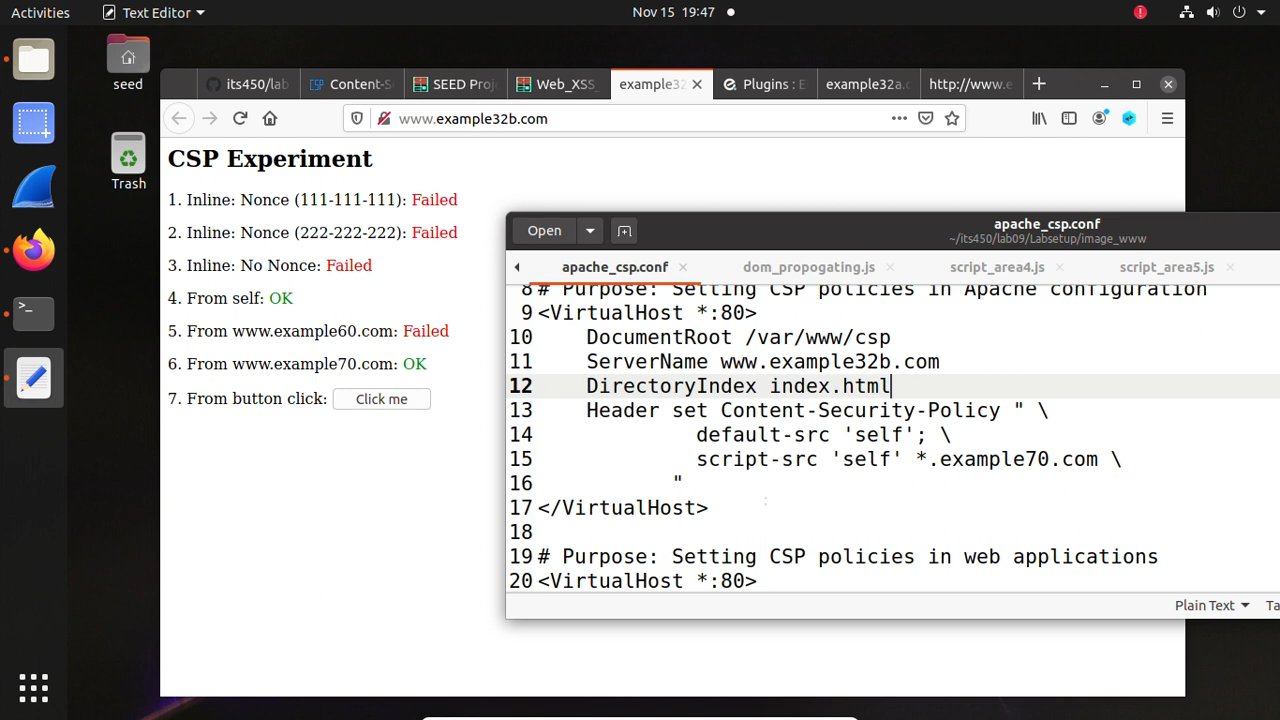 Activities
Text Editor
Nov 15 19:47
seed
Trash
its450/lab
Content-S
SEED Proj
Web_XSS_
example32
Plugins : E
example32a.c
http://www.e
www.example32b.com
CSP Experiment
1. Inline: Nonce (111-111-111): Failed
2. Inline: Nonce (222-222-222): Failed
3. Inline: No Nonce: Failed
4. From self: OK
5. From www.example60.com: Failed
6. From www.example70.com: OK
7. From button click: Click me
Open
apache_csp.conf
~/its450/lab09/Labsetup/image_www
apache_csp.conf
dom_propogating.js
script_area4.js
script_area5.js
8 # Purpose: Setting CSP policies in Apache configuration
9 <VirtualHost *:80>
10 DocumentRoot /var/www/csp
11 ServerName www.example32b.com
12 DirectoryIndex index.html
13 Header set Content-Security-Policy " \
14 default-src 'self'; \
15 script-src 'self' *.example70.com \
16 "
17 </VirtualHost>
18
19 # Purpose: Setting CSP policies in web applications
20 <VirtualHost *:80>
Plain Text
Ta